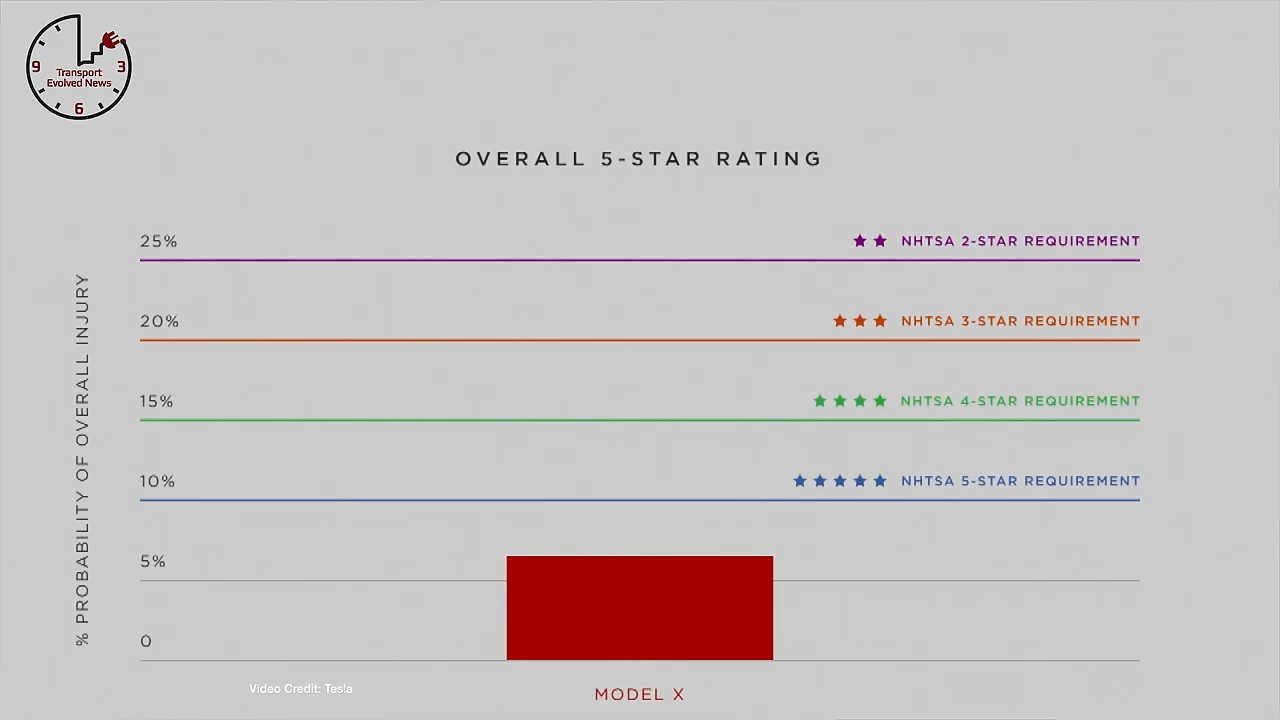 9
3
Transport
Evolved News
6
OVERALL 5-STAR RATING
25%
★★ NHTSA 2-STAR REQUIREMENT
20%
★★★ NHTSA 3-STAR REQUIREMENT
15%
★★★★ NHTSA 4-STAR REQUIREMENT
10%
★★★★★ NHTSA 5-STAR REQUIREMENT
5%
0
% PROBABILITY OF OVERALL INJURY
Video Credit: Tesla
MODEL X